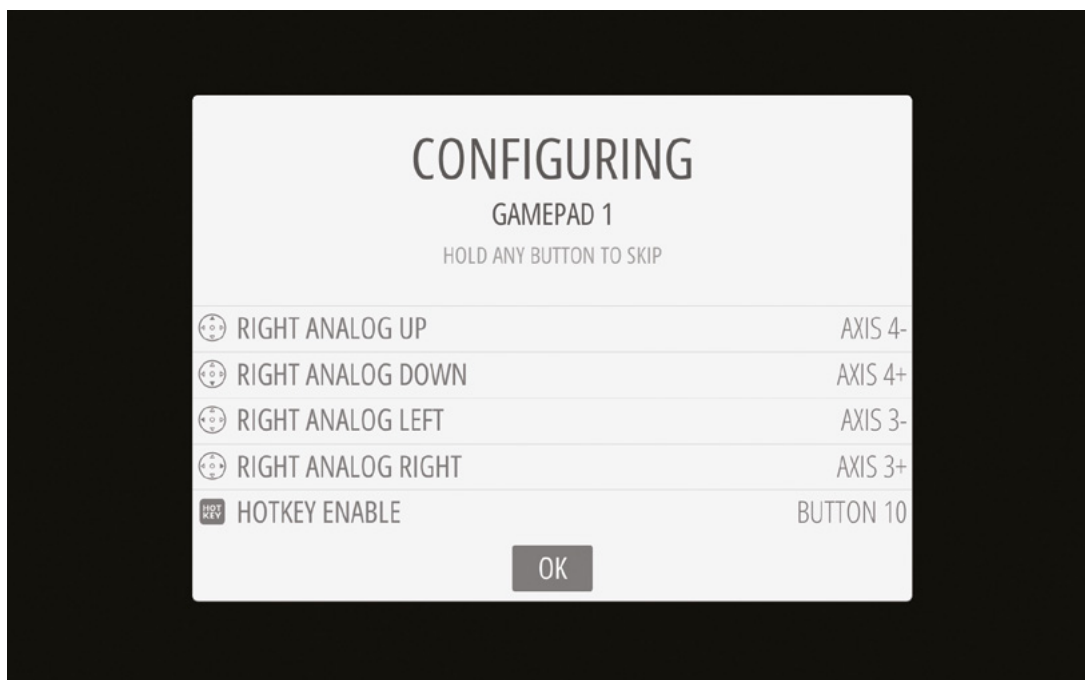 CONFIGURING
GAMEPAD 1
HOLD ANY BUTTON TO SKIP
RIGHT ANALOG UP AXIS 4-
RIGHT ANALOG DOWN AXIS 4+
RIGHT ANALOG LEFT AXIS 3-
RIGHT ANALOG RIGHT AXIS 3+
HOT KEY HOTKEY ENABLE BUTTON 10
OK